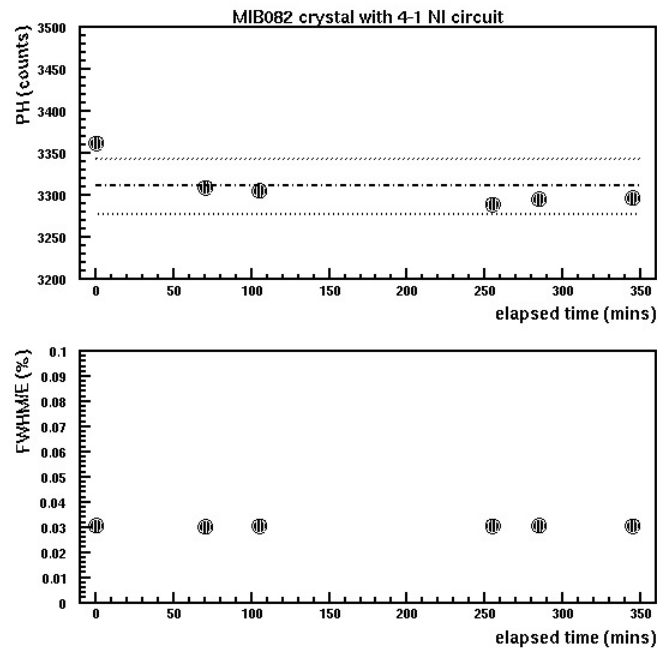 MIB082 crystal with 4-1 NI circuit
PH (counts)
3500
3450
3400
3350
3300
3250
3200
0 50 100 150 200 250 300 350
elapsed time (mins)
FWHM/E (%)
0.1
0.09
0.08
0.07
0.06
0.05
0.04
0.03
0.02
0.01
0
0 50 100 150 200 250 300 350
elapsed time (mins)